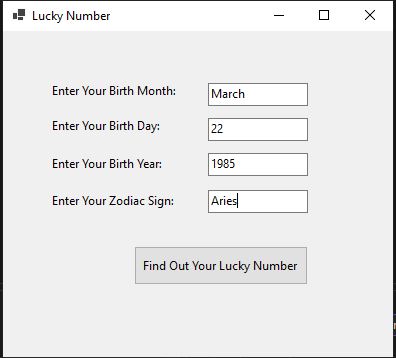 Lucky Number
Enter Your Birth Month: March
Enter Your Birth Day: 22
Enter Your Birth Year: 1985
Enter Your Zodiac Sign: Aries
Find Out Your Lucky Number